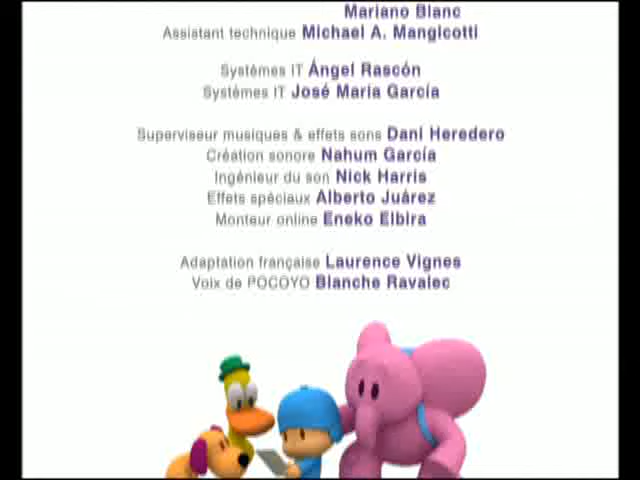 Mariano Blanc
Assistant technique Michael A. Mangicotti
Systèmes IT Ángel Rascón
Systèmes IT José María García
Superviseur musiques & effets sons Dani Heredero
Création sonore Nahum García
Ingénieur du son Nick Harris
Effets spéciaux Alberto Juárez
Monteur online Eneko Elbira
Adaptation française Laurence Vignes
Voix de POCOYO Blanche Ravalec